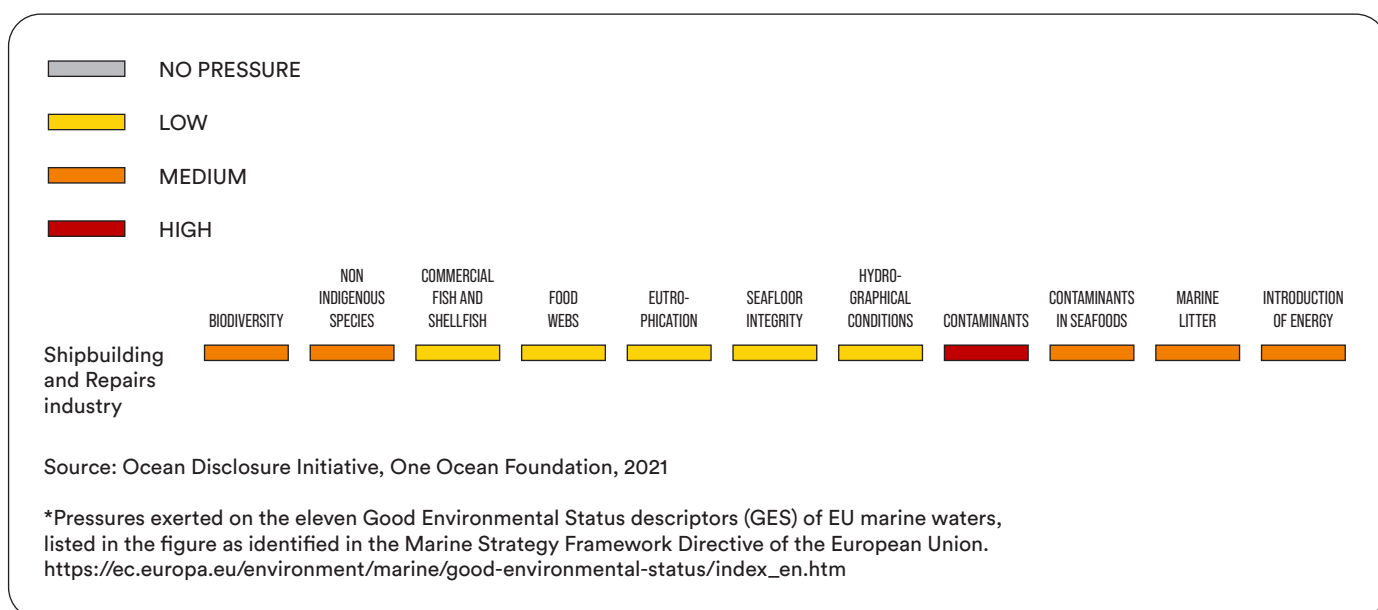 NO PRESSURE
LOW
MEDIUM
HIGH
BIODIVERSITY
NON
INDIGENOUS
SPECIES
COMMERCIAL
FISH AND
SHELLFISH
FOOD
WEBS
EUTRO-
PHICATION
SEAFLOOR
INTEGRITY
HYDRO-
GRAPHICAL
CONDITIONS
CONTAMINANTS
CONTAMINANTS
IN SEAFOODS
MARINE
LITTER
INTRODUCTION
OF ENERGY
Shipbuilding
and Repairs
industry
Source: Ocean Disclosure Initiative, One Ocean Foundation, 2021
*Pressures exerted on the eleven Good Environmental Status descriptors (GES) of EU marine waters,
listed in the figure as identified in the Marine Strategy Framework Directive of the European Union.
https://ec.europa.eu/environment/marine/good-environmental-status/index_en.htm